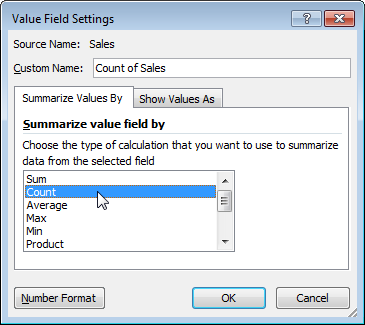 Value Field Settings
Source Name: Sales
Custom Name: Count of Sales
Summarize Values By Show Values As
Summarize value field by
Choose the type of calculation that you want to use to summarize
data from the selected field
Sum
Count
Average
Max
Min
Product
Number Format OK Cancel